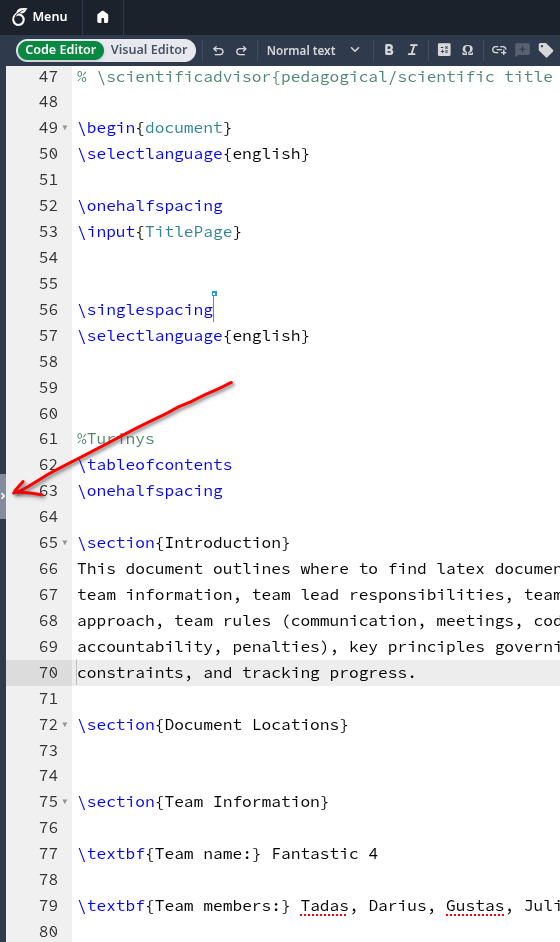 Menu
Code Editor Visual Editor Normal text B I Ω
47 % \scientificadvisor{pedagogical/scientific title
48
49 \begin{document}
50 \selectlanguage{english}
51
52 \onehalfspacing
53 \input{TitlePage}
54
55
56 \singlespacing
57 \selectlanguage{english}
58
59
60
61 %Turinys
62 \tableofcontents
63 \onehalfspacing
64
65 \section{Introduction}
66 This document outlines where to find latex documen
67 team information, team lead responsibilities, team
68 approach, team rules (communication, meetings, cod
69 accountability, penalties), key principles governi
70 constraints, and tracking progress.
71
72 \section{Document Locations}
73
74
75 \section{Team Information}
76
77 \textbf{Team name:} Fantastic 4
78
79 \textbf{Team members:} Tadas, Darius, Gustas, Juli
80